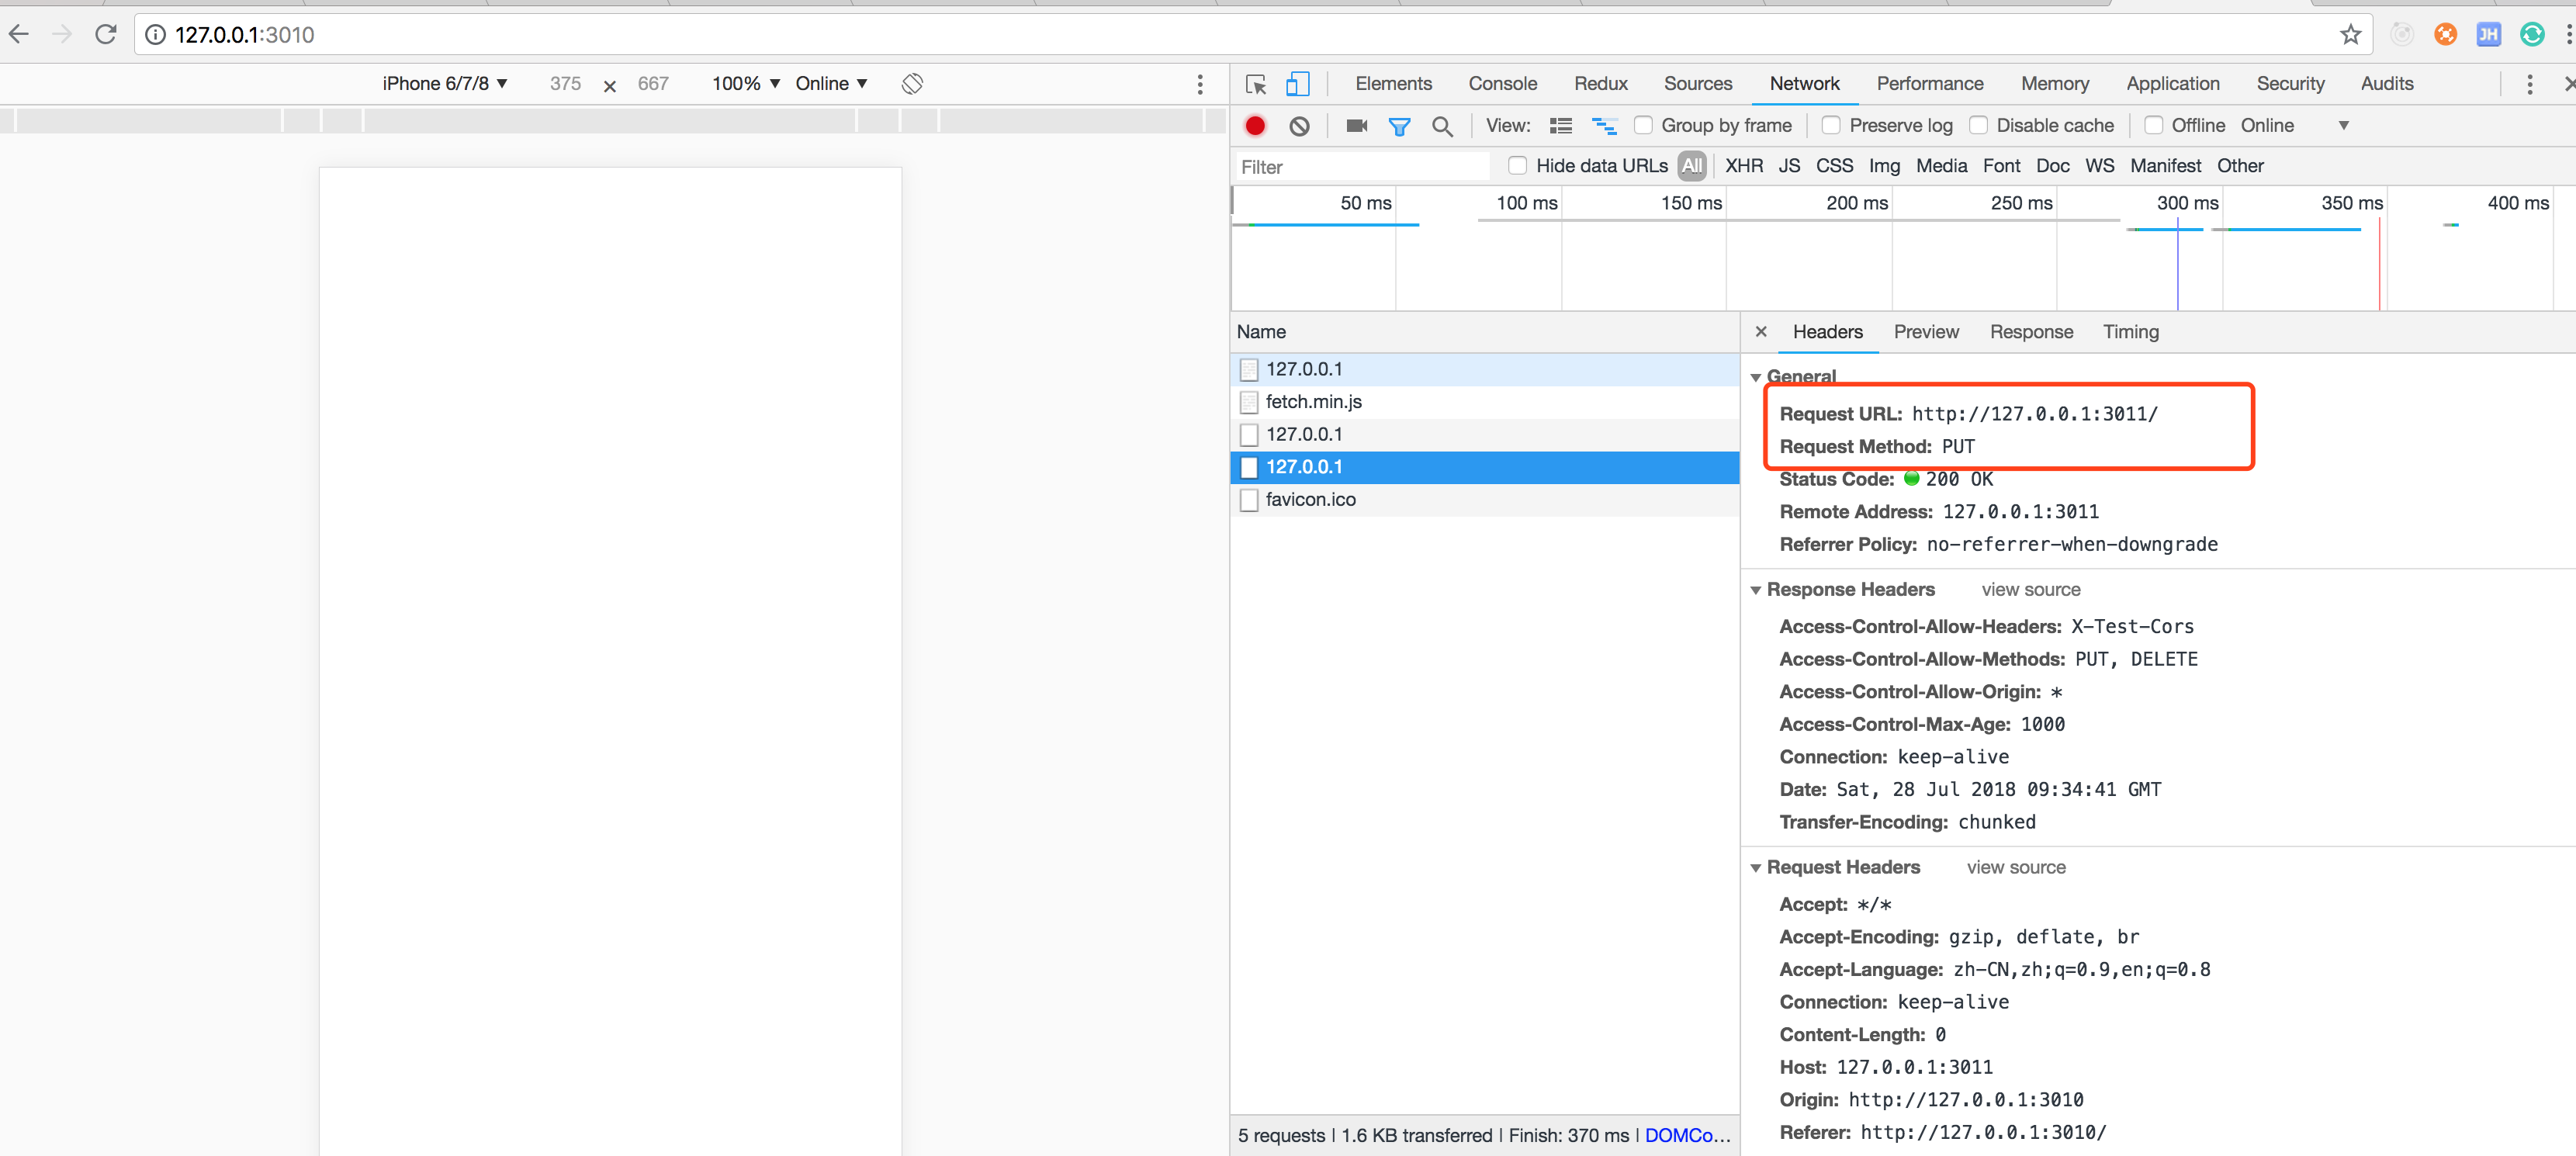 127.0.0.1:3010
JH
iPhone 6/7/8 ▼ 375 × 667 100% ▼ Online ▼
Elements Console Redux Sources Network Performance Memory Application Security Audits
View: Group by frame Preserve log Disable cache Offline Online ▼
Filter Hide data URLs All XHR JS CSS Img Media Font Doc WS Manifest Other
50 ms 100 ms 150 ms 200 ms 250 ms 300 ms 350 ms 400 ms
Name
127.0.0.1
fetch.min.js
127.0.0.1
127.0.0.1
favicon.ico
5 requests | 1.6 KB transferred | Finish: 370 ms | DOMCo...
× Headers Preview Response Timing
▼ General
Request URL: http://127.0.0.1:3011/
Request Method: PUT
Status Code: 200 OK
Remote Address: 127.0.0.1:3011
Referrer Policy: no-referrer-when-downgrade
▼ Response Headers view source
Access-Control-Allow-Headers: X-Test-Cors
Access-Control-Allow-Methods: PUT, DELETE
Access-Control-Allow-Origin: *
Access-Control-Max-Age: 1000
Connection: keep-alive
Date: Sat, 28 Jul 2018 09:34:41 GMT
Transfer-Encoding: chunked
▼ Request Headers view source
Accept: */*
Accept-Encoding: gzip, deflate, br
Accept-Language: zh-CN,zh;q=0.9,en;q=0.8
Connection: keep-alive
Content-Length: 0
Host: 127.0.0.1:3011
Origin: http://127.0.0.1:3010
Referer: http://127.0.0.1:3010/